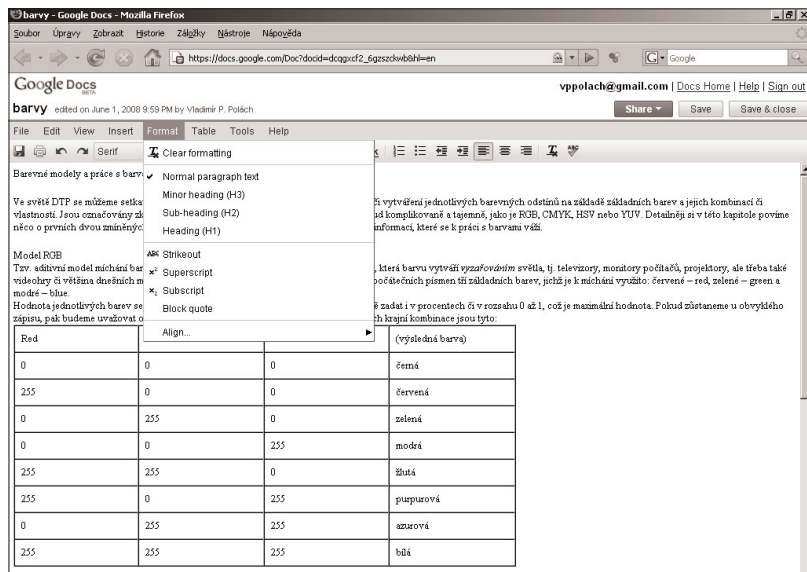 barvy - Google Docs - Mozilla Firefox
Soubor Úpravy Zobrazit Historie Záložky Nástroje Nápověda
https://docs.google.com/Doc?docid=dcqgxcf2_6gzszckwb&hl=en
Google
Google Docs
BETA
vppolach@gmail.com | Docs Home | Help | Sign out
barvy edited on June 1, 2008 9:59 PM by Vladimír P. Polách
Share Save Save & close
File Edit View Insert Format Table Tools Help
Serif
Clear formatting
Normal paragraph text
Minor heading (H3)
Sub-heading (H2)
Heading (H1)
ABC Strikeout
x² Superscript
x₂ Subscript
Block quote
Align...
Barevné modely a práce s barv
Ve světě DTP se můžeme setka či vytváření jednotlivých barevných odstínů na základě základních barev a jejich kombinací či
vlastností. Jsou označovány zk ud komplikovaně a tajemně, jako je RGB, CMYK, HSV nebo YUV. Detailněji si v této kapitole povíme
něco o prvních dvou zmíněných informací, které se k práci s barvami váží.
Model RGB
Tzv. aditivní model míchání bar , která barvu vytváří vyzařováním světla, tj. televizory, monitory počítačů, projektory, ale třeba také
videohry či většina dnešních m počátečních písmen tří základních barev, jichž je k míchání využito: červené – red, zelené – green a
modré – blue.
Hodnota jednotlivých barev se ě zadat i v procentech či v rozsahu 0 až 1, což je maximální hodnota. Pokud zůstaneme u obvyklého
zápisu, pak budeme uvažovat o ch krajní kombinace jsou tyto:
Red (výsledná barva)
0 0 0 černá
255 0 0 červená
0 255 0 zelená
0 0 255 modrá
255 255 0 žlutá
255 0 255 purpurová
0 255 255 azurová
255 255 255 bílá